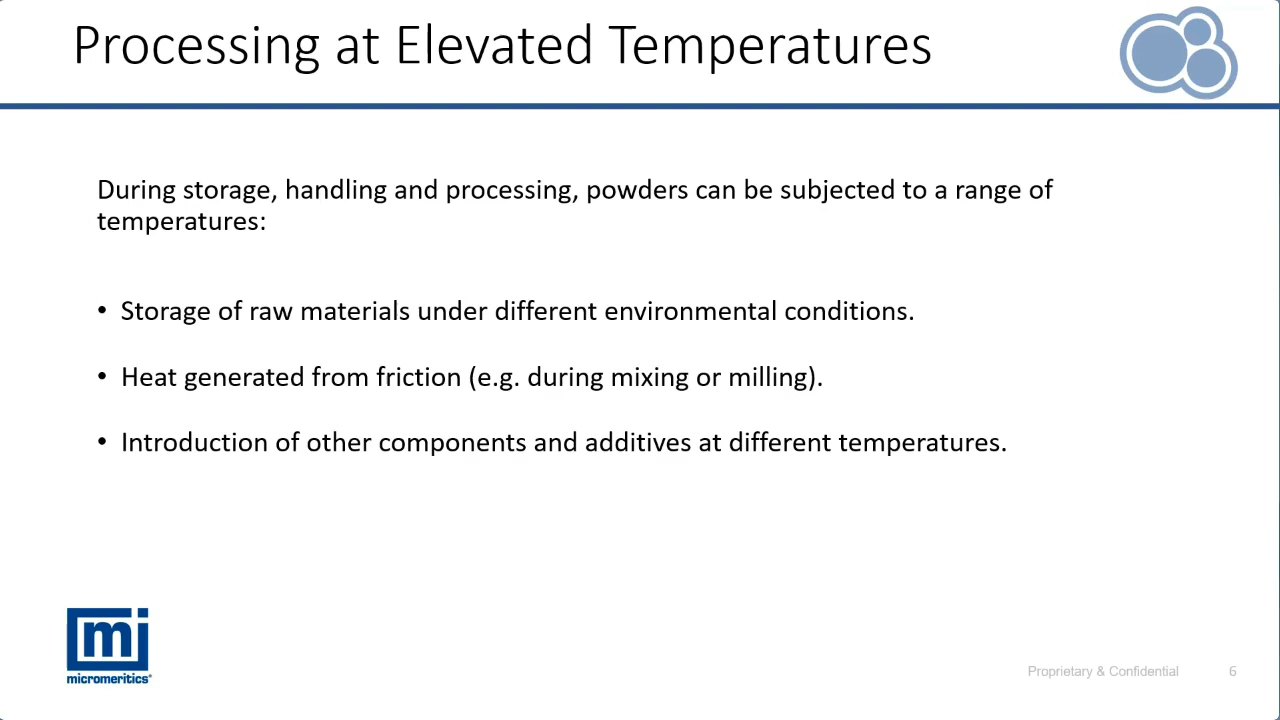 Processing at Elevated Temperatures
During storage, handling and processing, powders can be subjected to a range of
temperatures:
• Storage of raw materials under different environmental conditions.
• Heat generated from friction (e.g. during mixing or milling).
• Introduction of other components and additives at different temperatures.
mi
micromeritics®
Proprietary & Confidential 6